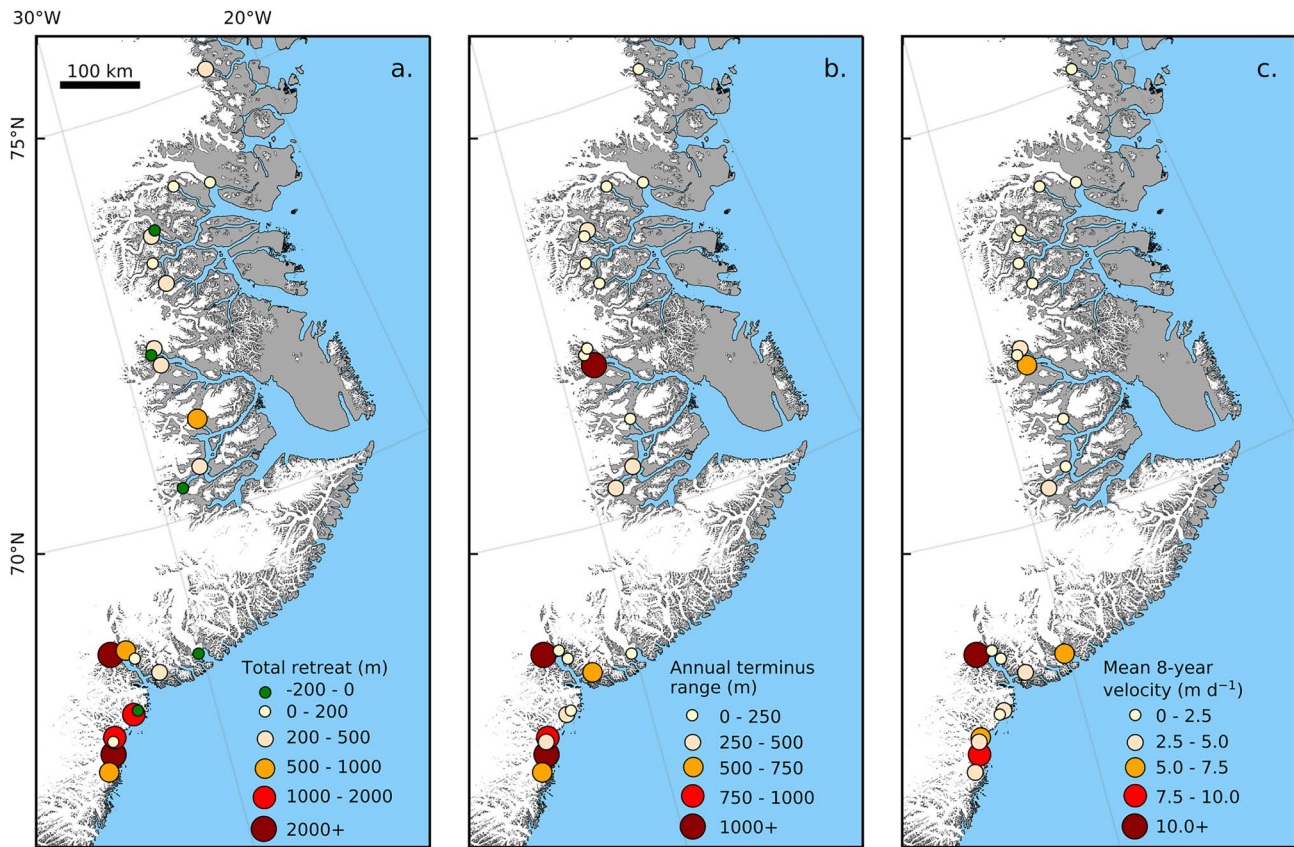 30°W 20°W
100 km
a.
b.
c.
75°N
70°N
Total retreat (m)
-200 - 0
0 - 200
200 - 500
500 - 1000
1000 - 2000
2000+
Annual terminus
range (m)
0 - 250
250 - 500
500 - 750
750 - 1000
1000+
Mean 8-year
velocity (m d⁻¹)
0 - 2.5
2.5 - 5.0
5.0 - 7.5
7.5 - 10.0
10.0+